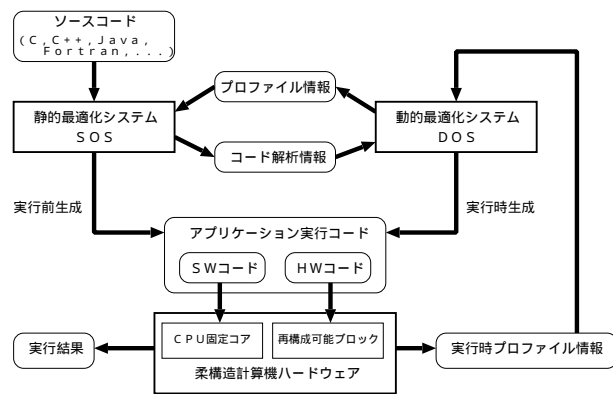 ソースコード
(C,C++,Java,
Fortran,...)
プロファイル情報
静的最適化システム
ＳＯＳ
動的最適化システム
ＤＯＳ
コード解析情報
実行前生成
実行時生成
アプリケーション実行コード
ＳＷコード
ＨＷコード
ＣＰＵ固定コア
再構成可能ブロック
実行結果
実行時プロファイル情報
柔構造計算機ハードウェア